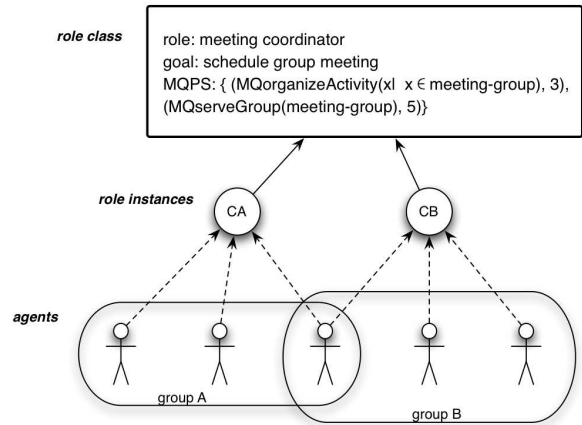 role class
role: meeting coordinator
goal: schedule group meeting
MQPS: { (MQorganizeActivity(x| x ∈ meeting-group), 3),
(MQserveGroup(meeting-group), 5)}
role instances
CA
CB
agents
group A
group B